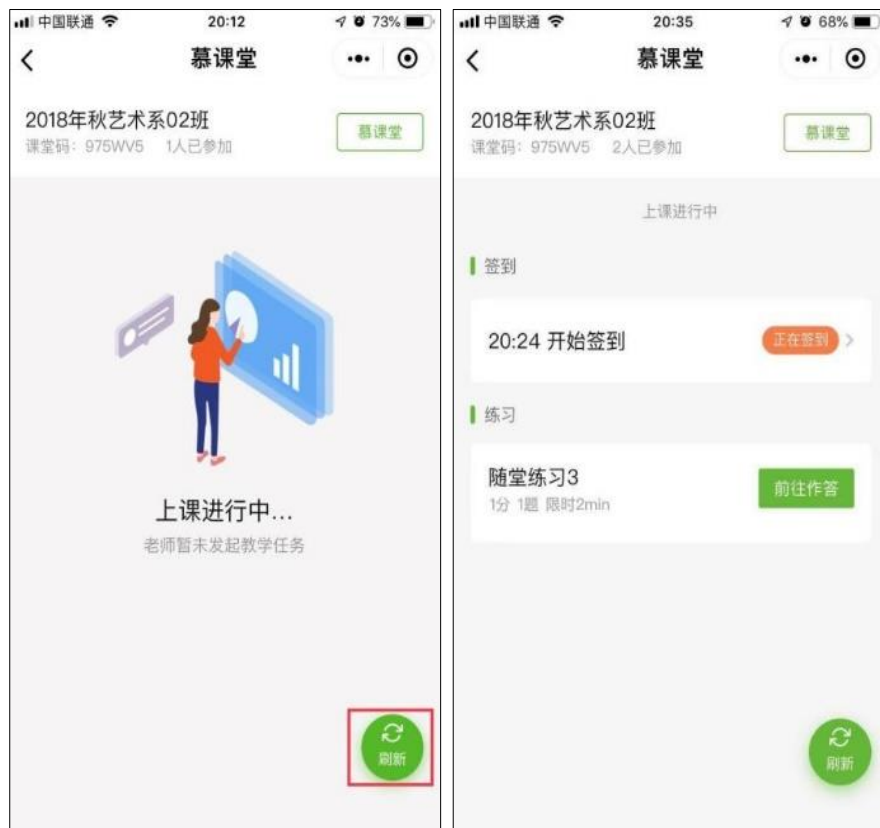 中国联通 20:12 73%
慕课堂
2018年秋艺术系02班
课堂码：975WV5 1人已参加
慕课堂
上课进行中...
老师暂未发起教学任务
刷新
中国联通 20:35 68%
慕课堂
2018年秋艺术系02班
课堂码：975WV5 2人已参加
慕课堂
上课进行中
签到
20:24 开始签到
正在签到
练习
随堂练习3
1分 1题 限时2min
前往作答
刷新